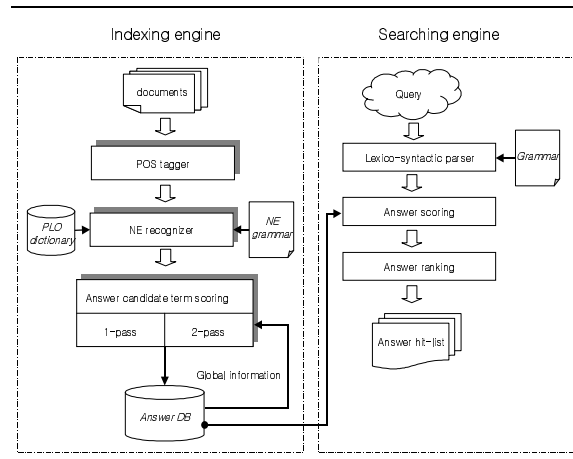 Indexing engine
documents
POS tagger
PLO
dictionary
NE recognizer
NE
grammar
Answer candidate term scoring
1-pass
2-pass
Global information
Answer DB
Searching engine
Query
Lexico-syntactic parser
Grammar
Answer scoring
Answer ranking
Answer hit-list